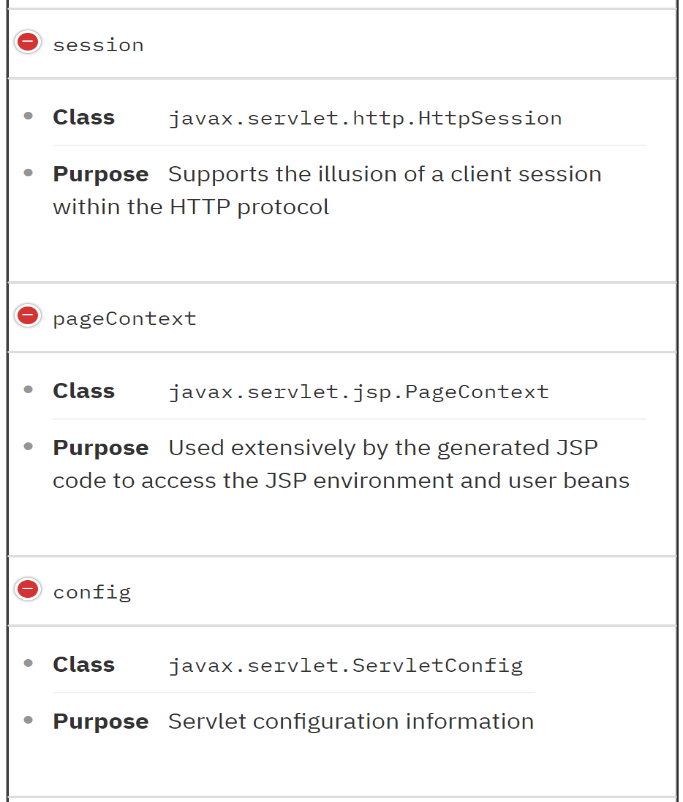 session
Class javax.servlet.http.HttpSession
Purpose Supports the illusion of a client session
within the HTTP protocol
pageContext
Class javax.servlet.jsp.PageContext
Purpose Used extensively by the generated JSP
code to access the JSP environment and user beans
config
Class javax.servlet.ServletConfig
Purpose Servlet configuration information